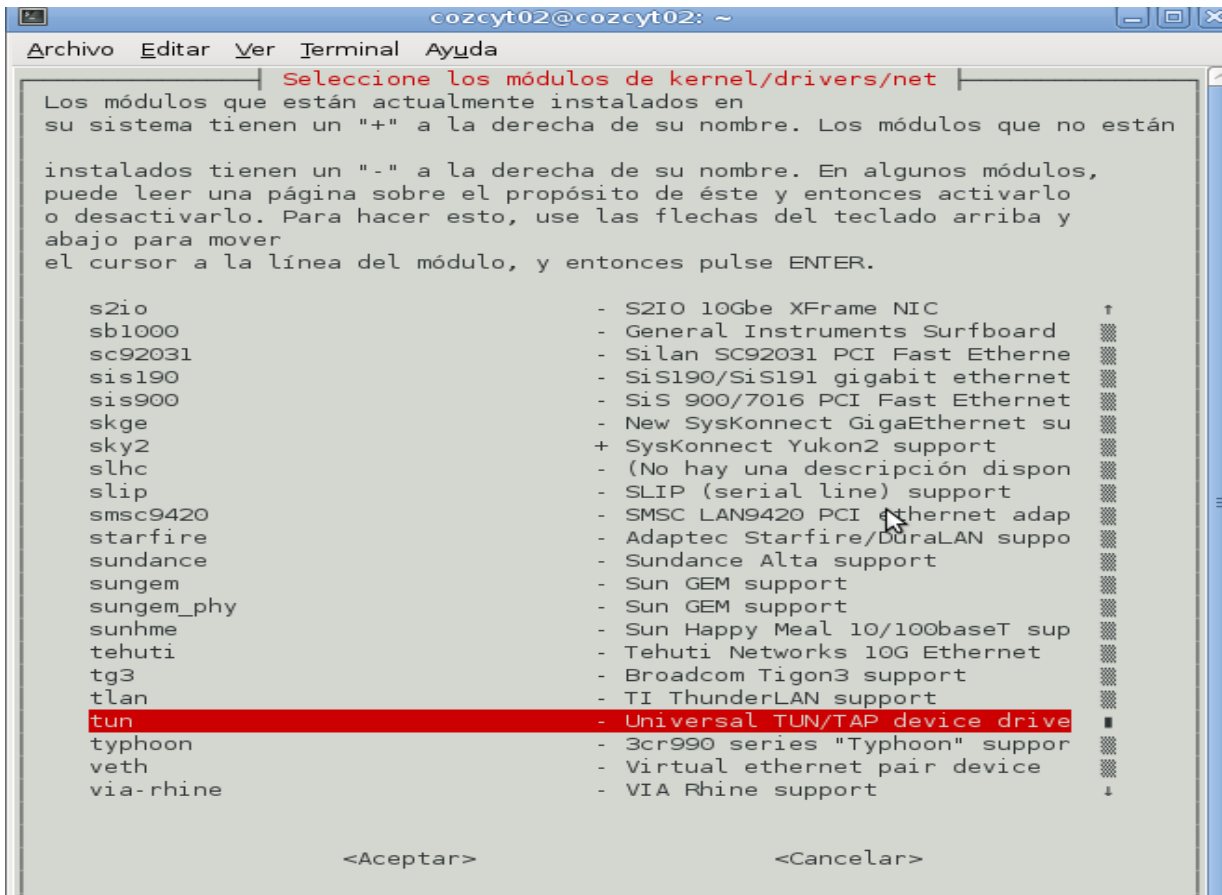 cozcyt02@cozcyt02: ~
Archivo Editar Ver Terminal Ayuda
Seleccione los módulos de kernel/drivers/net
Los módulos que están actualmente instalados en
su sistema tienen un "+" a la derecha de su nombre. Los módulos que no están
instalados tienen un "-" a la derecha de su nombre. En algunos módulos,
puede leer una página sobre el propósito de éste y entonces activarlo
o desactivarlo. Para hacer esto, use las flechas del teclado arriba y
abajo para mover
el cursor a la línea del módulo, y entonces pulse ENTER.
s2io - S2IO 10Gbe XFrame NIC ↑
sb1000 - General Instruments Surfboard
sc92031 - Silan SC92031 PCI Fast Etherne
sis190 - SiS190/SiS191 gigabit ethernet
sis900 - SiS 900/7016 PCI Fast Ethernet
skge - New SysKonnect GigaEthernet su
sky2 + SysKonnect Yukon2 support
slhc - (No hay una descripción dispon
slip - SLIP (serial line) support
smsc9420 - SMSC LAN9420 PCI ethernet adap
starfire - Adaptec Starfire/DuraLAN suppo
sundance - Sundance Alta support
sungem - Sun GEM support
sungem_phy - Sun GEM support
sunhme - Sun Happy Meal 10/100baseT sup
tehuti - Tehuti Networks 10G Ethernet
tg3 - Broadcom Tigon3 support
tlan - TI ThunderLAN support
tun - Universal TUN/TAP device drive
typhoon - 3cr990 series "Typhoon" suppor
veth - Virtual ethernet pair device
via-rhine - VIA Rhine support ↓
<Aceptar> <Cancelar>